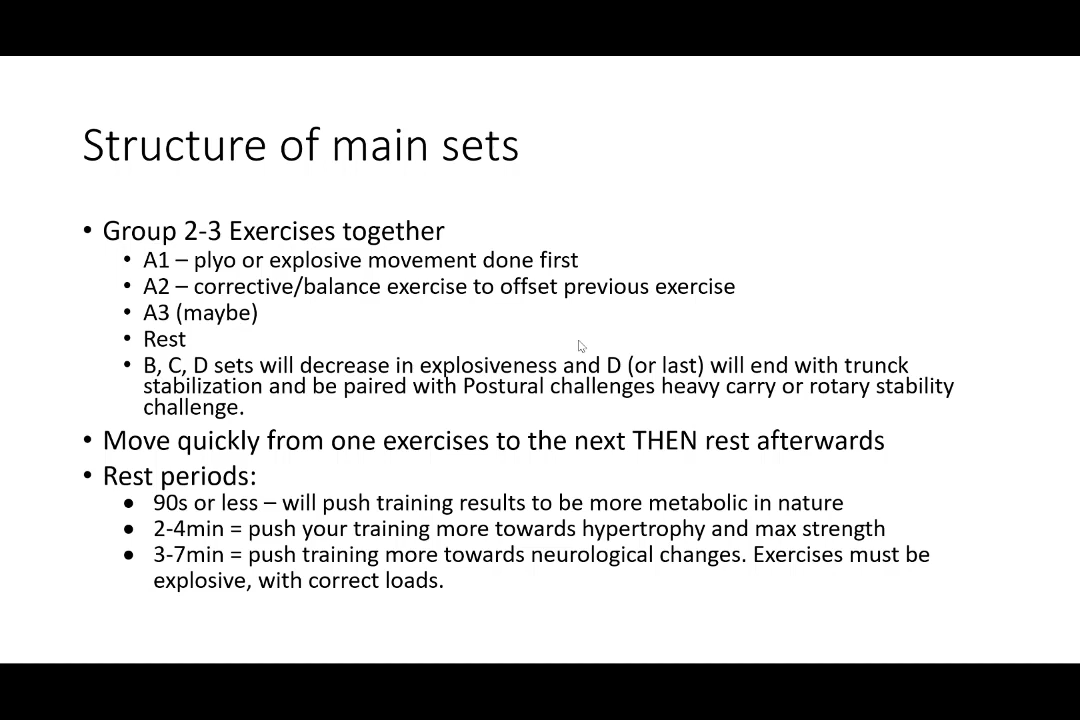 Structure of main sets
• Group 2-3 Exercises together
• A1 – plyo or explosive movement done first
• A2 – corrective/balance exercise to offset previous exercise
• A3 (maybe)
• Rest
• B, C, D sets will decrease in explosiveness and D (or last) will end with trunck
stabilization and be paired with Postural challenges heavy carry or rotary stability
challenge.
• Move quickly from one exercises to the next THEN rest afterwards
• Rest periods:
● 90s or less – will push training results to be more metabolic in nature
● 2-4min = push your training more towards hypertrophy and max strength
● 3-7min = push training more towards neurological changes. Exercises must be
explosive, with correct loads.